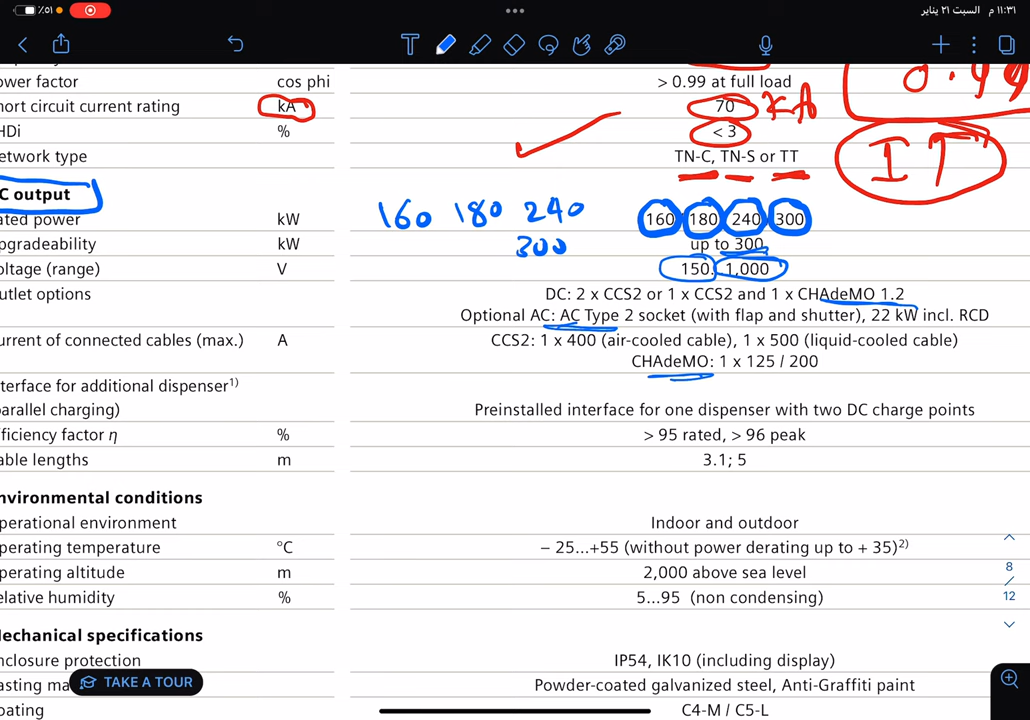 ٪٥١ ••• ١١:٣١ م السبت ٢١ يناير
ower factor cos phi > 0.99 at full load
hort circuit current rating kA 70 KA
HDi % < 3
etwork type TN-C, TN-S or TT IT
C output
ated power kW 160 180 240 300 160 180 240 300
pgradeability kW up to 300
oltage (range) V 150 1,000
utlet options DC: 2 x CCS2 or 1 x CCS2 and 1 x CHAdeMO 1.2
Optional AC: AC Type 2 socket (with flap and shutter), 22 kW incl. RCD
urrent of connected cables (max.) A CCS2: 1 x 400 (air-cooled cable), 1 x 500 (liquid-cooled cable)
CHAdeMO: 1 x 125 / 200
nterface for additional dispenser1)
parallel charging) Preinstalled interface for one dispenser with two DC charge points
fficiency factor η % > 95 rated, > 96 peak
able lengths m 3.1; 5
nvironmental conditions
perational environment Indoor and outdoor
perating temperature °C – 25...+55 (without power derating up to + 35)2)
perating altitude m 2,000 above sea level
elative humidity % 5...95 (non condensing)
8
/
12
echanical specifications
nclosure protection IP54, IK10 (including display)
asting ma TAKE A TOUR Powder-coated galvanized steel, Anti-Graffiti paint
oating C4-M / C5-L